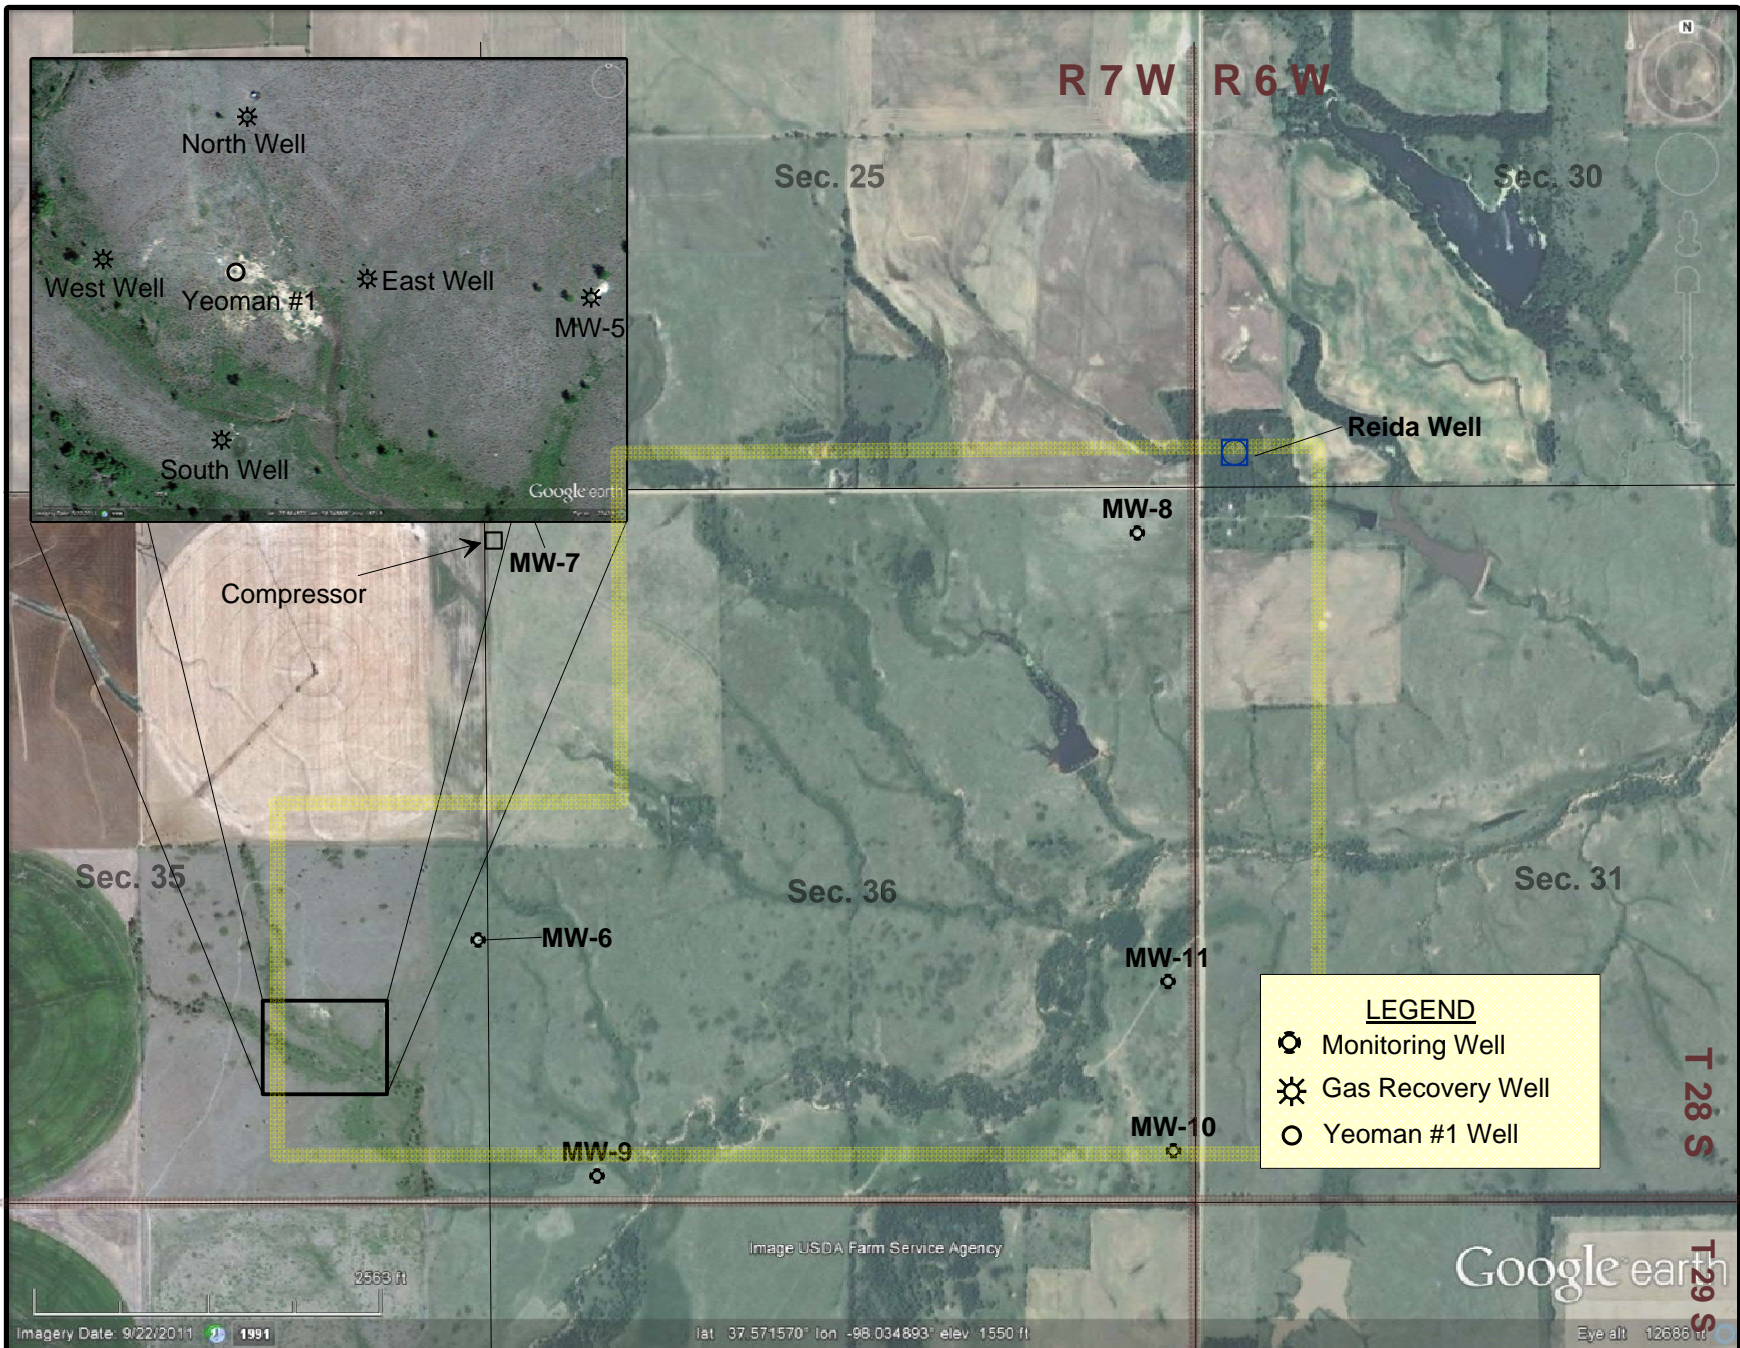 R 7 W
R 6 W
N
Sec. 25
Sec. 30
North Well
West Well
Yeoman #1
East Well
MW-5
South Well
Google earth
Reida Well
MW-8
MW-7
Compressor
Sec. 35
Sec. 36
Sec. 31
MW-6
MW-11
LEGEND
Monitoring Well
Gas Recovery Well
Yeoman #1 Well
MW-10
MW-9
T 28 S
T 29 S
Image USDA Farm Service Agency
Google earth
2563 ft
Imagery Date: 9/22/2011
1991
lat 37.571570° lon -98.034893° elev 1550 ft
Eye alt 12686 ft